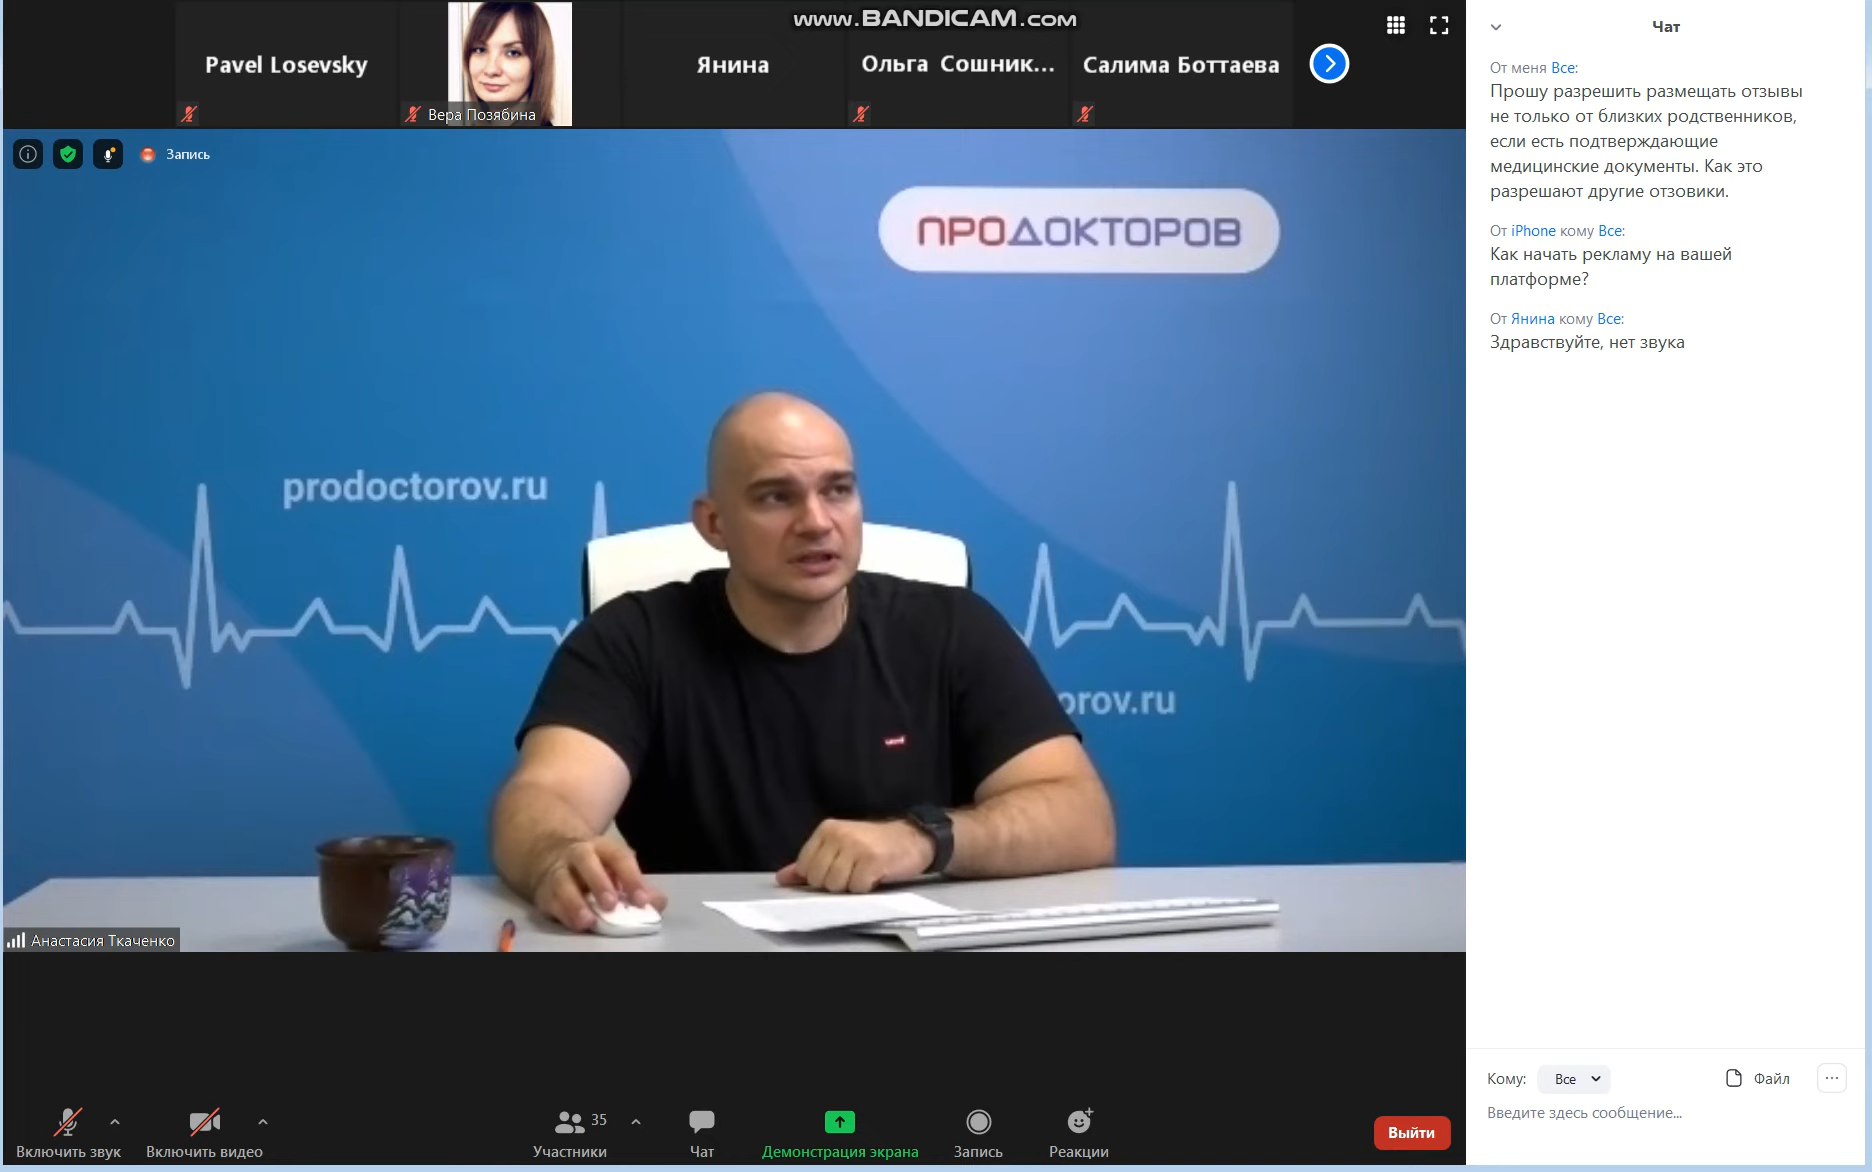 www.BANDICAM.com
Pavel Losevsky
Вера Позябина
Янина
Ольга Сошник...
Салима Боттаева
Запись
ПРОДОКТОРОВ
prodoctorov.ru
orov.ru
Анастасия Ткаченко
Включить звук
Включить видео
35
Участники
Чат
Демонстрация экрана
Запись
Реакции
Выйти
Чат
От меня Все:
Прошу разрешить размещать отзывы
не только от близких родственников,
если есть подтверждающие
медицинские документы. Как это
разрешают другие отзовики.
От iPhone кому Все:
Как начать рекламу на вашей
платформе?
От Янина кому Все:
Здравствуйте, нет звука
Кому: Все
Файл
Введите здесь сообщение...